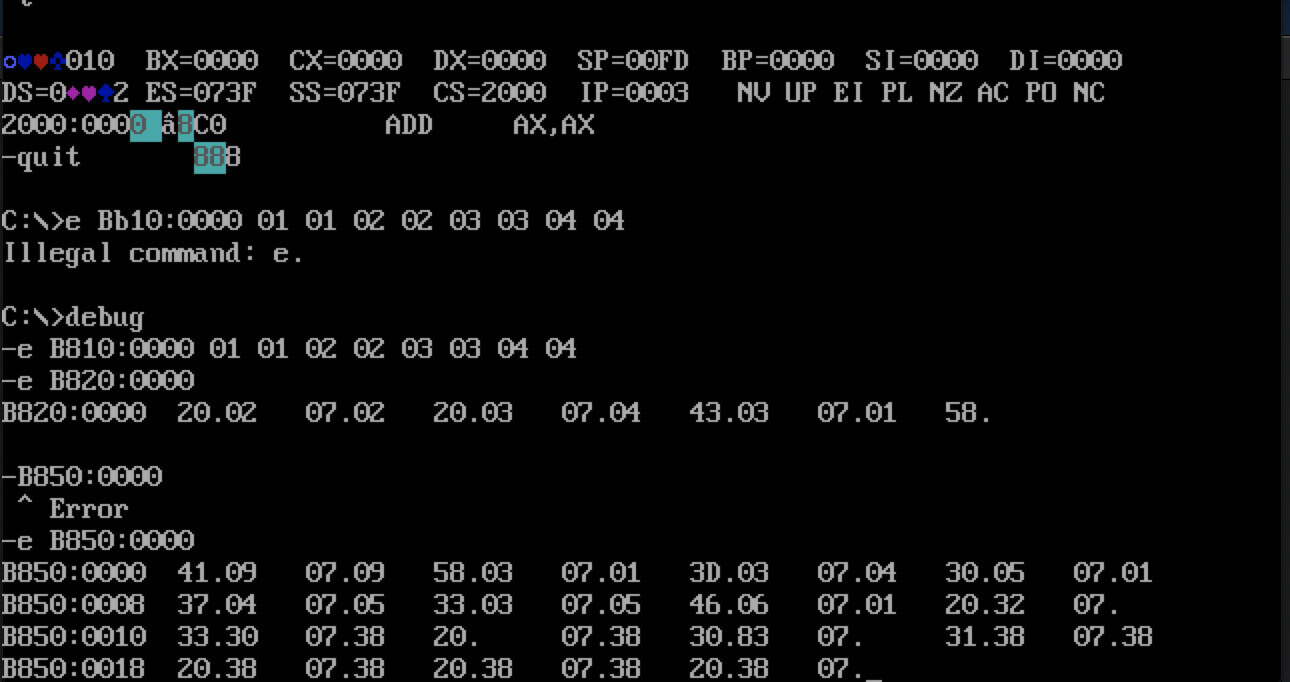 ○♥♥♣010  BX=0000  CX=0000  DX=0000  SP=00FD  BP=0000  SI=0000  DI=0000
DS=0♦♥♠2 ES=073F  SS=073F  CS=2000  IP=0003   NV UP EI PL NZ AC PO NC
2000:0000 â8C0          ADD     AX,AX
-quit       888
C:\>e Bb10:0000 01 01 02 02 03 03 04 04
Illegal command: e.
C:\>debug
-e B810:0000 01 01 02 02 03 03 04 04
-e B820:0000
B820:0000  20.02   07.02   20.03   07.04   43.03   07.01   58.
-B850:0000
 ^ Error
-e B850:0000
B850:0000  41.09   07.09   58.03   07.01   3D.03   07.04   30.05   07.01
B850:0008  37.04   07.05   33.03   07.05   46.06   07.01   20.32   07.
B850:0010  33.30   07.38   20.     07.38   30.83   07.     31.38   07.38
B850:0018  20.38   07.38   20.38   07.38   20.38   07._